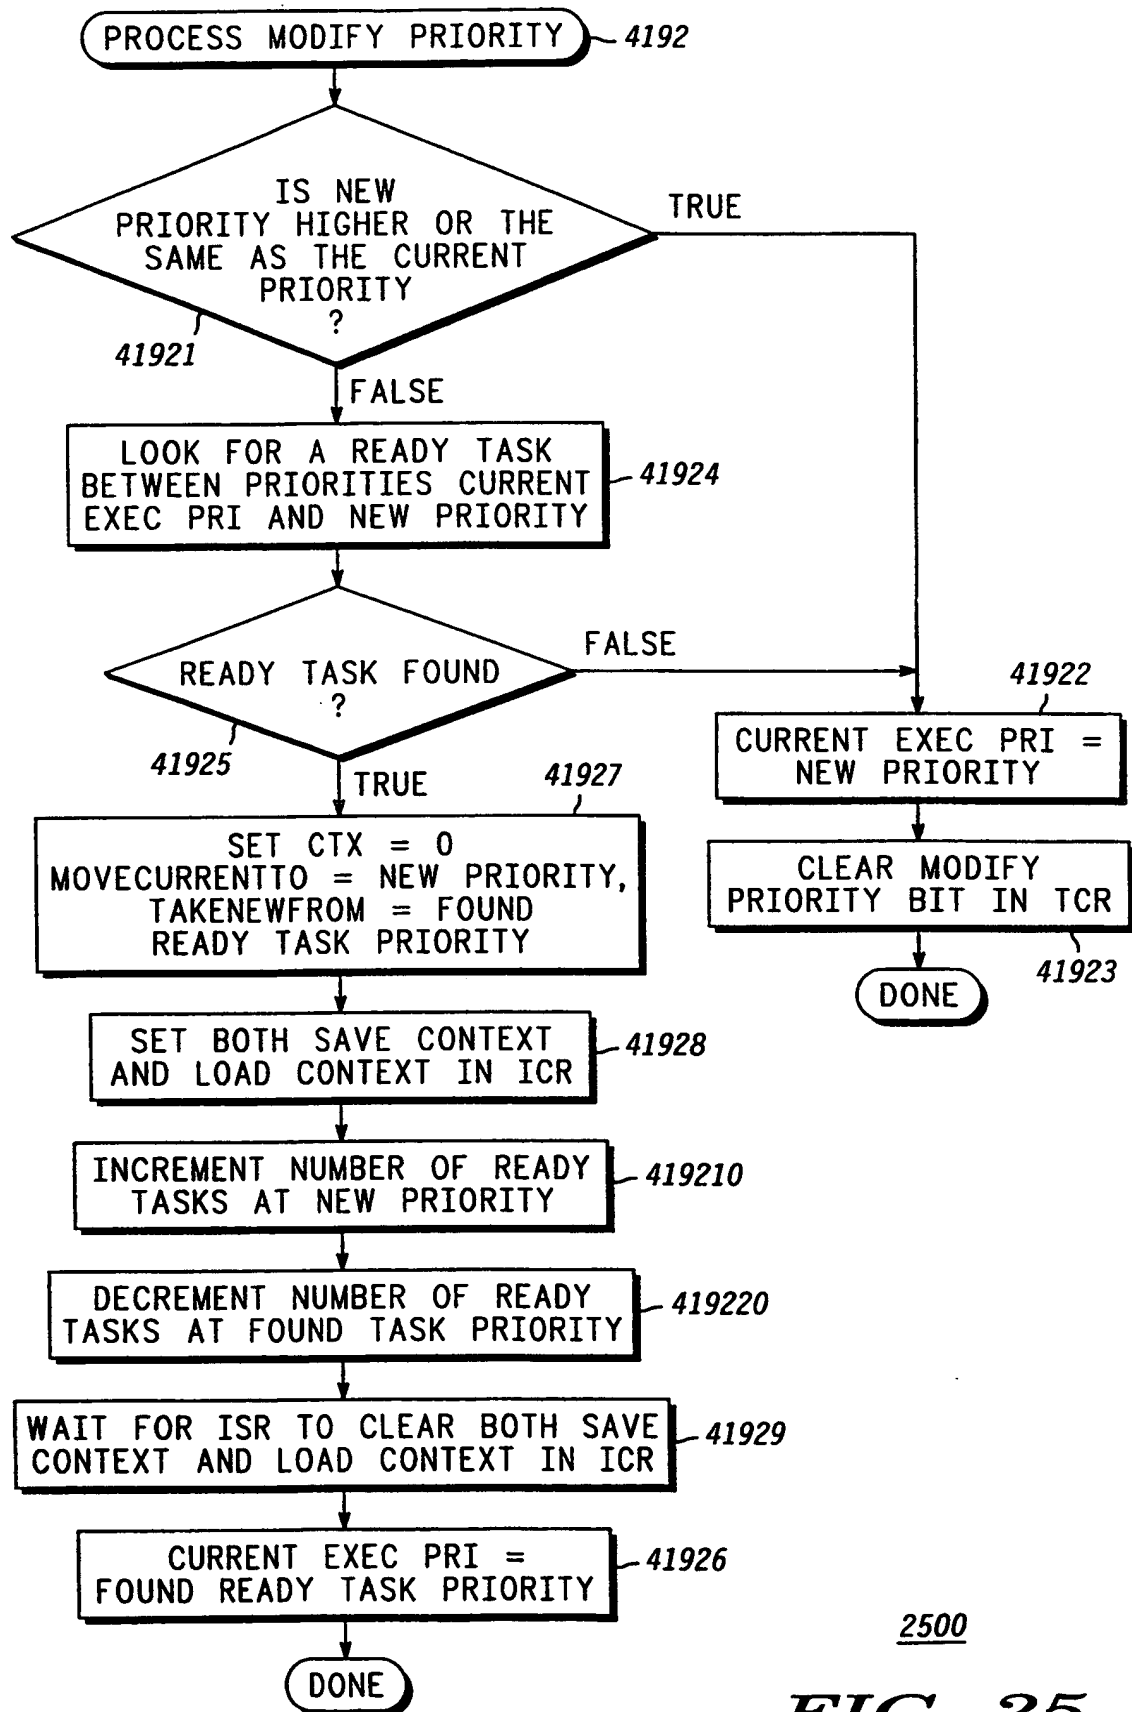 PROCESS MODIFY PRIORITY
4192
IS NEW
PRIORITY HIGHER OR THE
SAME AS THE CURRENT
PRIORITY
?
TRUE
41921
FALSE
LOOK FOR A READY TASK
BETWEEN PRIORITIES CURRENT
EXEC PRI AND NEW PRIORITY
41924
READY TASK FOUND
?
FALSE
41925
TRUE
41922
CURRENT EXEC PRI =
NEW PRIORITY
CLEAR MODIFY
PRIORITY BIT IN TCR
41923
DONE
41927
SET CTX = 0
MOVECURRENTTO = NEW PRIORITY,
TAKENEWFROM = FOUND
READY TASK PRIORITY
SET BOTH SAVE CONTEXT
AND LOAD CONTEXT IN ICR
41928
INCREMENT NUMBER OF READY
TASKS AT NEW PRIORITY
419210
DECREMENT NUMBER OF READY
TASKS AT FOUND TASK PRIORITY
419220
WAIT FOR ISR TO CLEAR BOTH SAVE
CONTEXT AND LOAD CONTEXT IN ICR
41929
CURRENT EXEC PRI =
FOUND READY TASK PRIORITY
41926
DONE
2500
FIG. 25